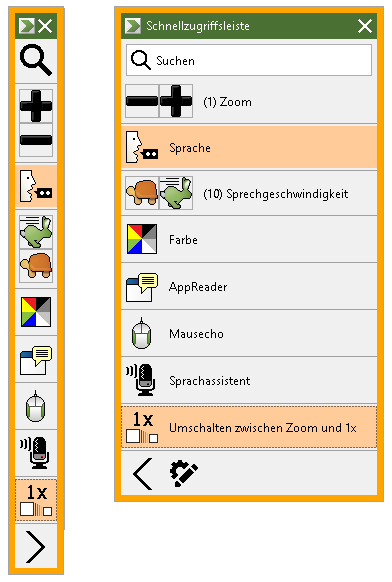 1x
Schnellzugriffsleiste
Suchen
(1) Zoom
Sprache
(10) Sprechgeschwindigkeit
Farbe
AppReader
Mausecho
Sprachassistent
1x
Umschalten zwischen Zoom und 1x